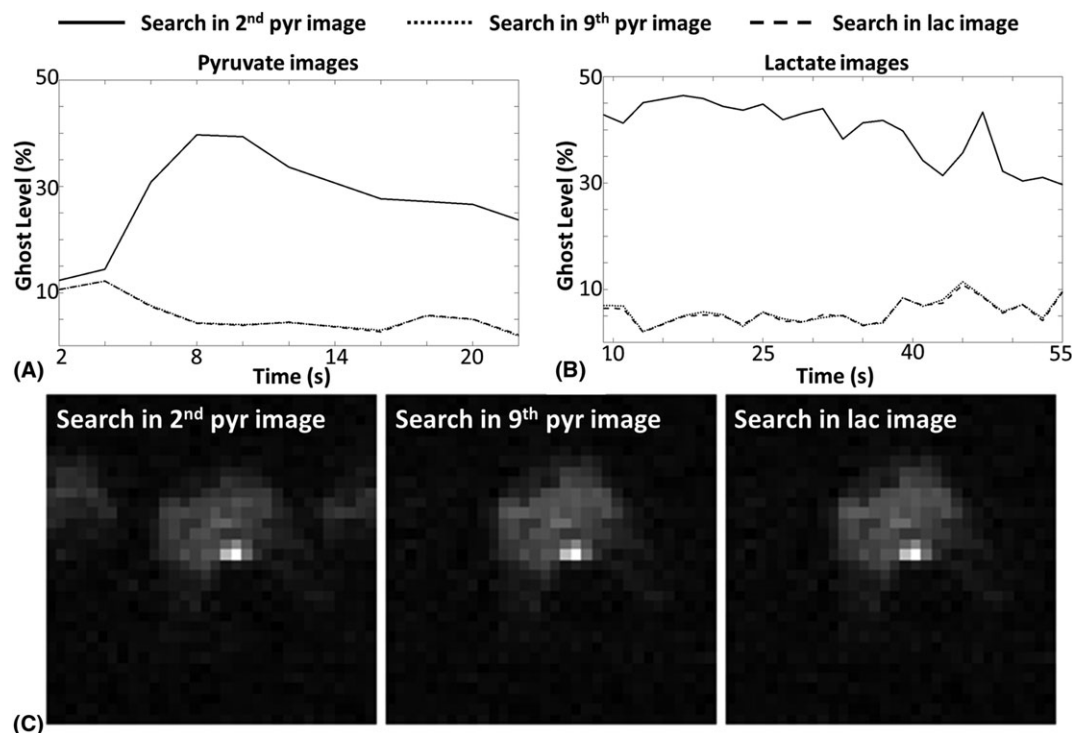 Search in 2nd pyr image Search in 9th pyr image Search in lac image
Pyruvate images
Ghost Level (%)
50
30
10
2 8 14 20
Time (s)
(A)
Lactate images
Ghost Level (%)
50
30
10
10 25 40 55
Time (s)
(B)
Search in 2nd pyr image
Search in 9th pyr image
Search in lac image
(C)